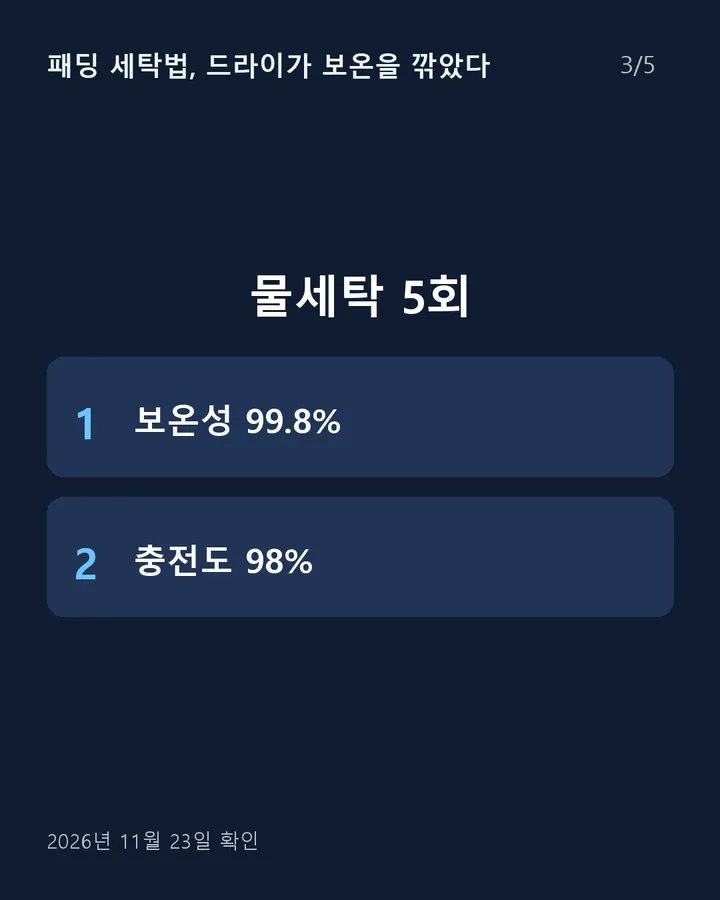 패딩 세탁법, 드라이가 보온을 깎았다
3/5
물세탁 5회
1 보온성 99.8%
2 충전도 98%
2026년 11월 23일 확인